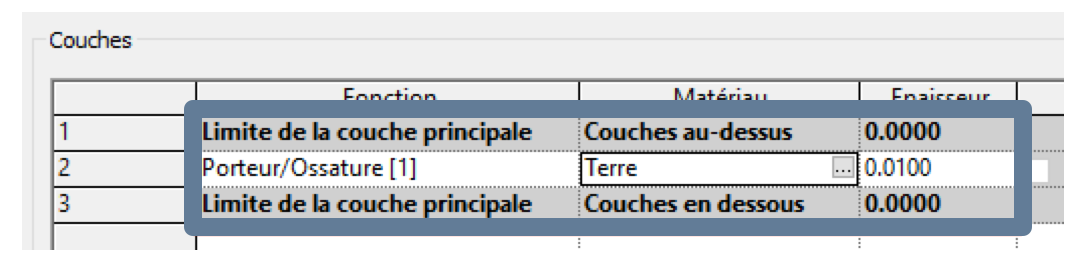 Couches
Fonction Matériau Epaisseur
1 Limite de la couche principale Couches au-dessus 0.0000
2 Porteur/Ossature [1] Terre ... 0.0100
3 Limite de la couche principale Couches en dessous 0.0000